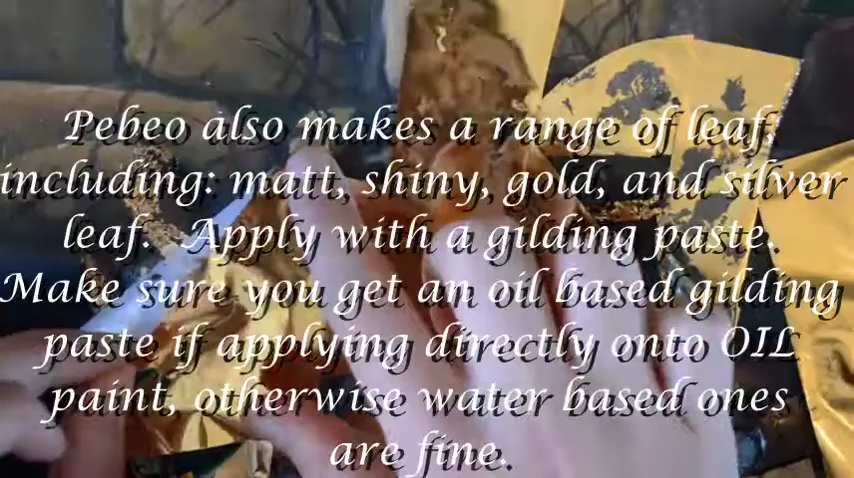 Pebeo also makes a range of leaf,
including: matt, shiny, gold, and silver
leaf. Apply with a gilding paste.
Make sure you get an oil based gilding
paste if applying directly onto OIL
paint, otherwise water based ones
are fine.